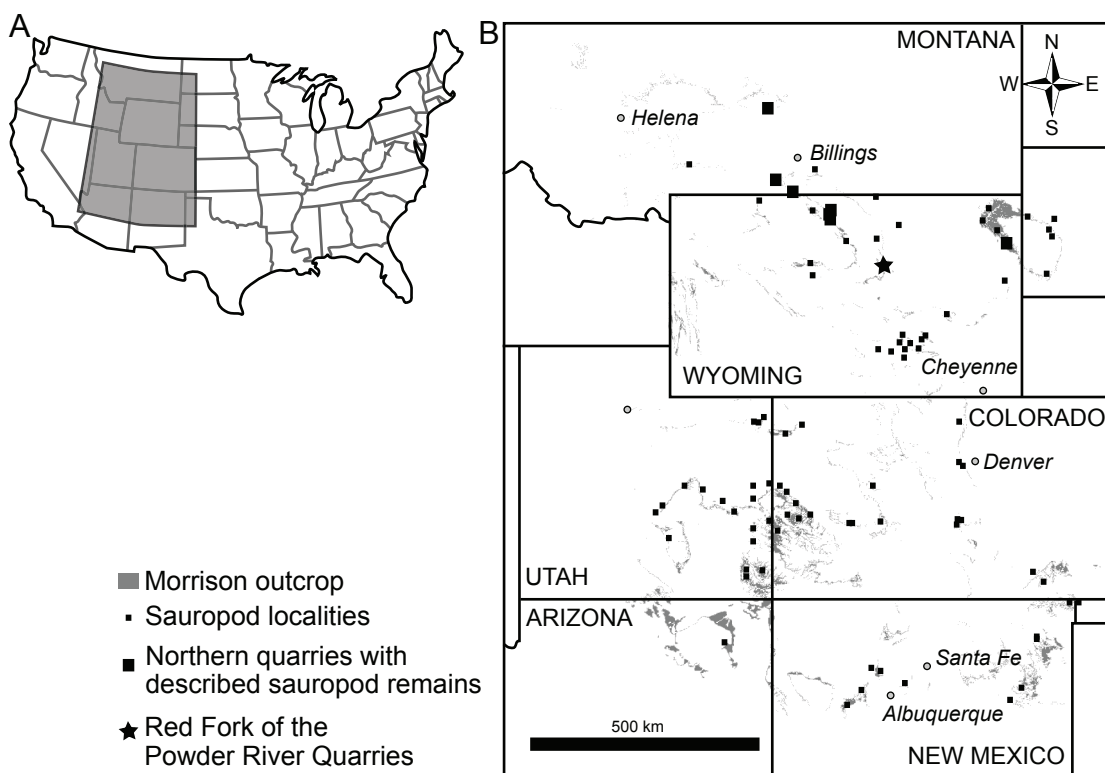 A
B
MONTANA
N
W
E
S
Helena
Billings
WYOMING
Cheyenne
COLORADO
Denver
UTAH
ARIZONA
Santa Fe
Albuquerque
NEW MEXICO
500 km
Morrison outcrop
Sauropod localities
Northern quarries with
described sauropod remains
Red Fork of the
Powder River Quarries